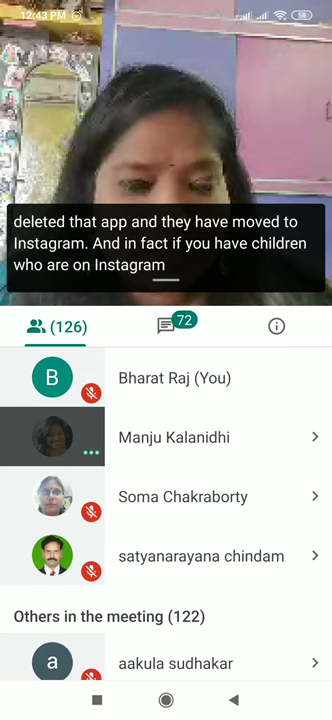 12:43 PM
58
deleted that app and they have moved to
Instagram. And in fact if you have children
who are on Instagram
(126)
72
B
Bharat Raj (You)
Manju Kalanidhi
Soma Chakraborty
satyanarayana chindam
Others in the meeting (122)
a
aakula sudhakar